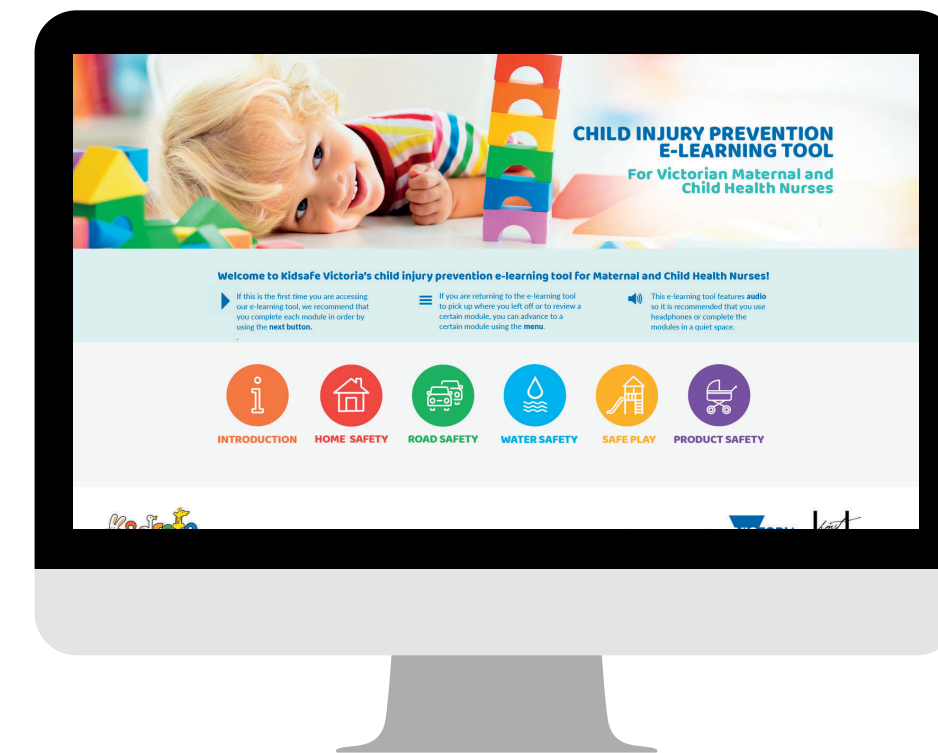 CHILD INJURY PREVENTION
E-LEARNING TOOL
For Victorian Maternal and
Child Health Nurses
Welcome to Kidsafe Victoria's child injury prevention e-learning tool for Maternal and Child Health Nurses!
If this is the first time you are accessing
our e-learning tool, we recommend that
you complete each module in order by
using the next button.
.
If you are returning to the e-learning tool
to pick up where you left off or to review a
certain module, you can advance to a
certain module using the menu.
This e-learning tool features audio
so it is recommended that you use
headphones or complete the
modules in a quiet space.
INTRODUCTION
HOME SAFETY
ROAD SAFETY
WATER SAFETY
SAFE PLAY
PRODUCT SAFETY